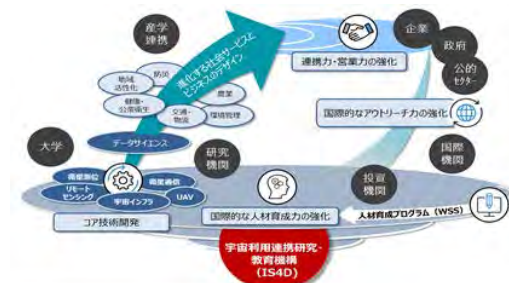 産学
連携
進化する社会サービスと
ビジネスのデザイン
連携力・営業力の強化
企業
政府
公的
セクター
地域
活性化
防災
農業
健康・
公衆衛生
交通・
物流
環境管理
国際的なアウトリーチ力の強化
国際
機関
大学
データサイエンス
研究
機関
投資
機関
衛星測位
衛星通信
リモート
センシング
宇宙インフラ
UAV
コア技術開発
国際的な人材育成力の強化
人材育成プログラム（WSS）
宇宙利用連携研究・
教育機構
（IS4D）